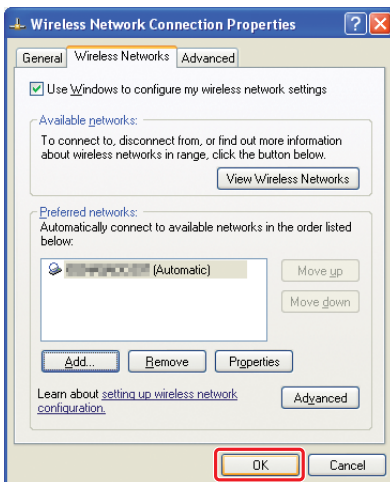 Wireless Network Connection Properties
General Wireless Networks Advanced
Use Windows to configure my wireless network settings
Available networks:
To connect to, disconnect from, or find out more information
about wireless networks in range, click the button below.
View Wireless Networks
Preferred networks:
Automatically connect to available networks in the order listed
below:
(Automatic)
Move up
Move down
Add... Remove Properties
Learn about setting up wireless network
configuration.
Advanced
OK Cancel